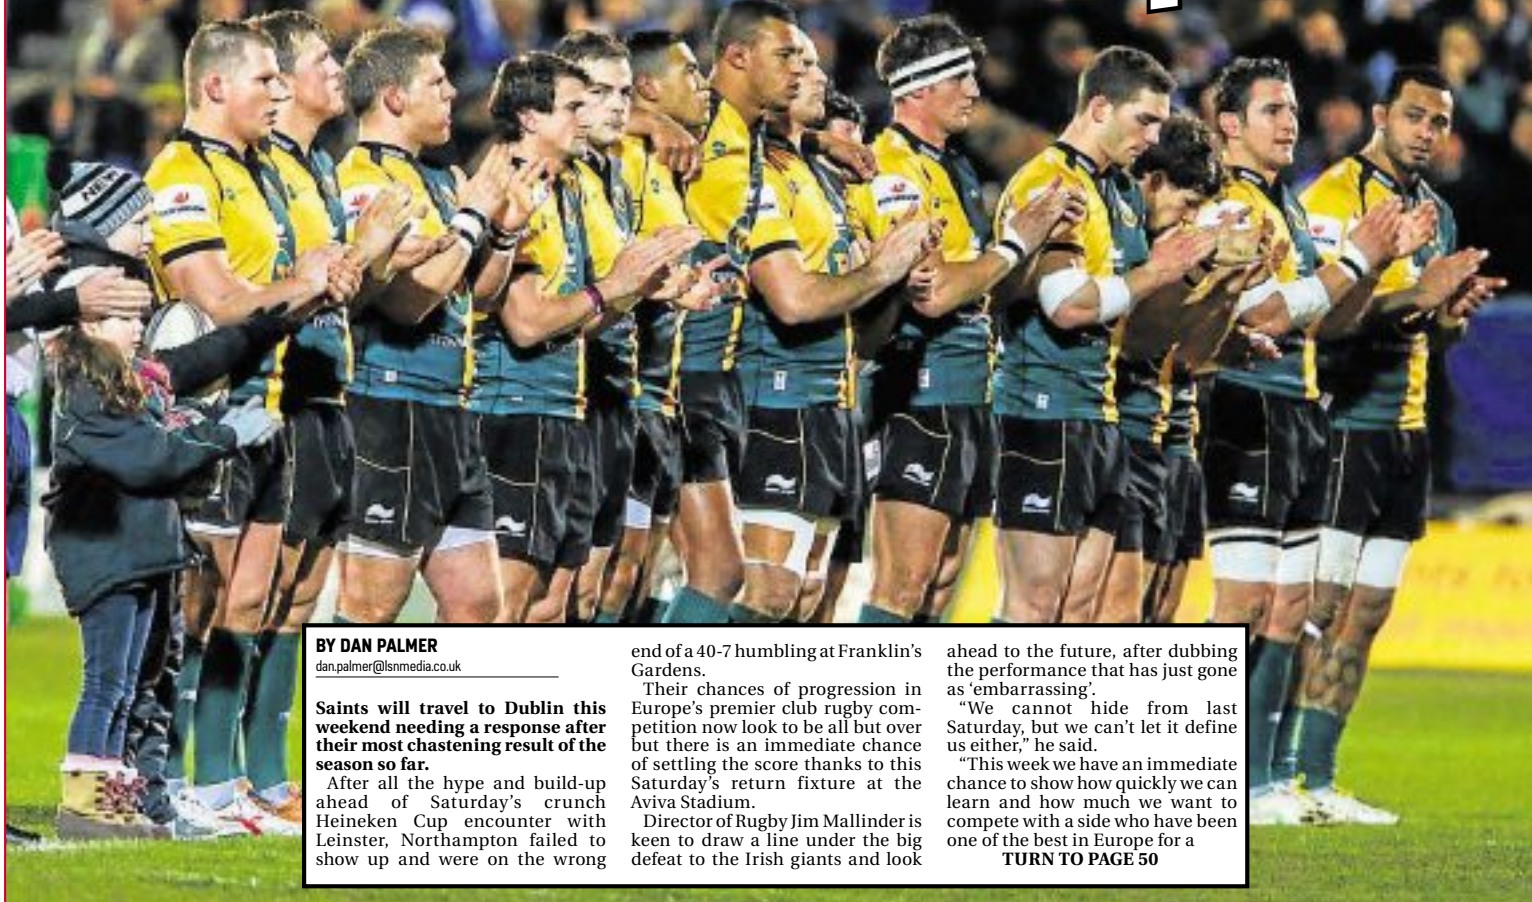 NEW
BY DAN PALMER
dan.palmer@lsnmedia.co.uk
Saints will travel to Dublin this
weekend needing a response after
their most chastening result of the
season so far.
After all the hype and build-up
ahead of Saturday’s crunch
Heineken Cup encounter with
Leinster, Northampton failed to
show up and were on the wrong
end of a 40-7 humbling at Franklin’s
Gardens.
Their chances of progression in
Europe’s premier club rugby com-
petition now look to be all but over
but there is an immediate chance
of settling the score thanks to this
Saturday’s return fixture at the
Aviva Stadium.
Director of Rugby Jim Mallinder is
keen to draw a line under the big
defeat to the Irish giants and look
ahead to the future, after dubbing
the performance that has just gone
as ‘embarrassing’.
“We cannot hide from last
Saturday, but we can’t let it define
us either,” he said.
“This week we have an immediate
chance to show how quickly we can
learn and how much we want to
compete with a side who have been
one of the best in Europe for a
TURN TO PAGE 50